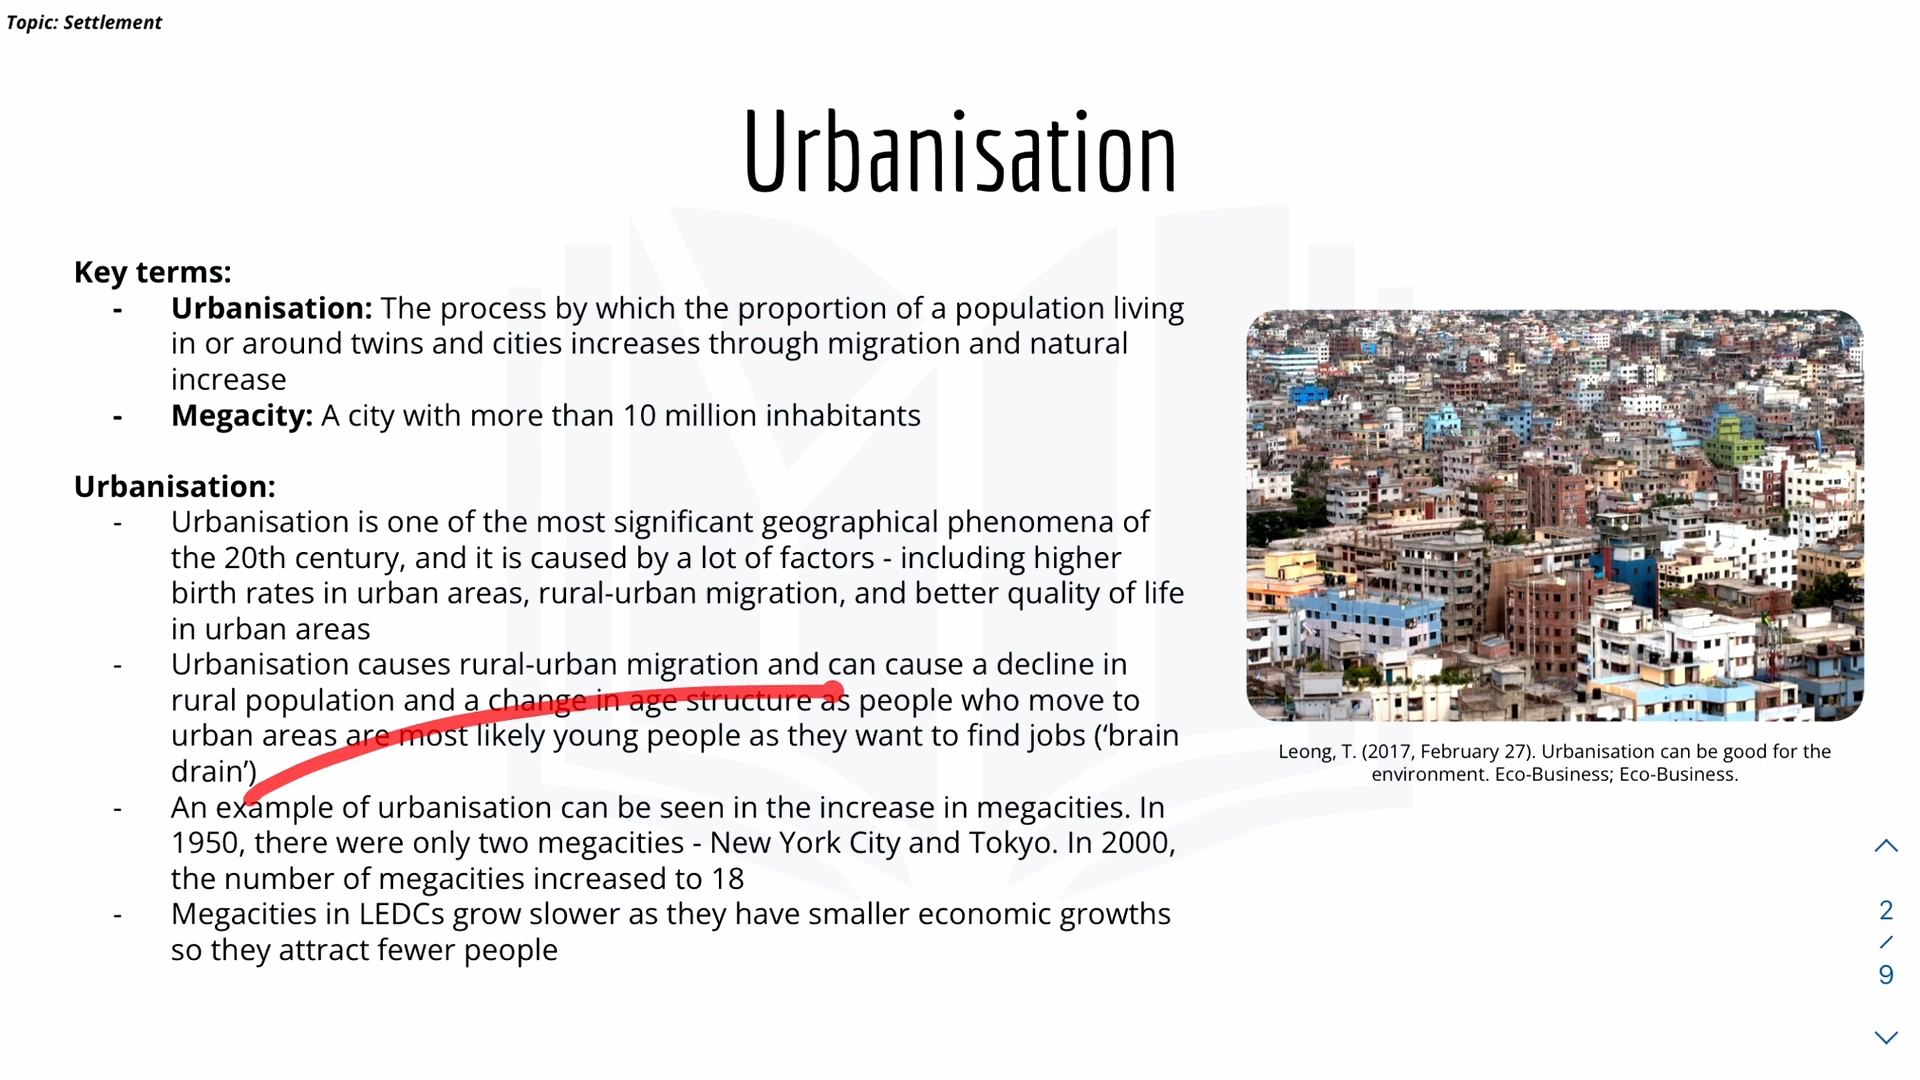 Topic: Settlement
Urbanisation
Key terms:
- Urbanisation: The process by which the proportion of a population living
in or around twins and cities increases through migration and natural
increase
- Megacity: A city with more than 10 million inhabitants
Urbanisation:
- Urbanisation is one of the most significant geographical phenomena of
the 20th century, and it is caused by a lot of factors - including higher
birth rates in urban areas, rural-urban migration, and better quality of life
in urban areas
- Urbanisation causes rural-urban migration and can cause a decline in
rural population and a change in age structure as people who move to
urban areas are most likely young people as they want to find jobs (‘brain
drain’)
- An example of urbanisation can be seen in the increase in megacities. In
1950, there were only two megacities - New York City and Tokyo. In 2000,
the number of megacities increased to 18
- Megacities in LEDCs grow slower as they have smaller economic growths
so they attract fewer people
Leong, T. (2017, February 27). Urbanisation can be good for the
environment. Eco-Business; Eco-Business.
2
/
9